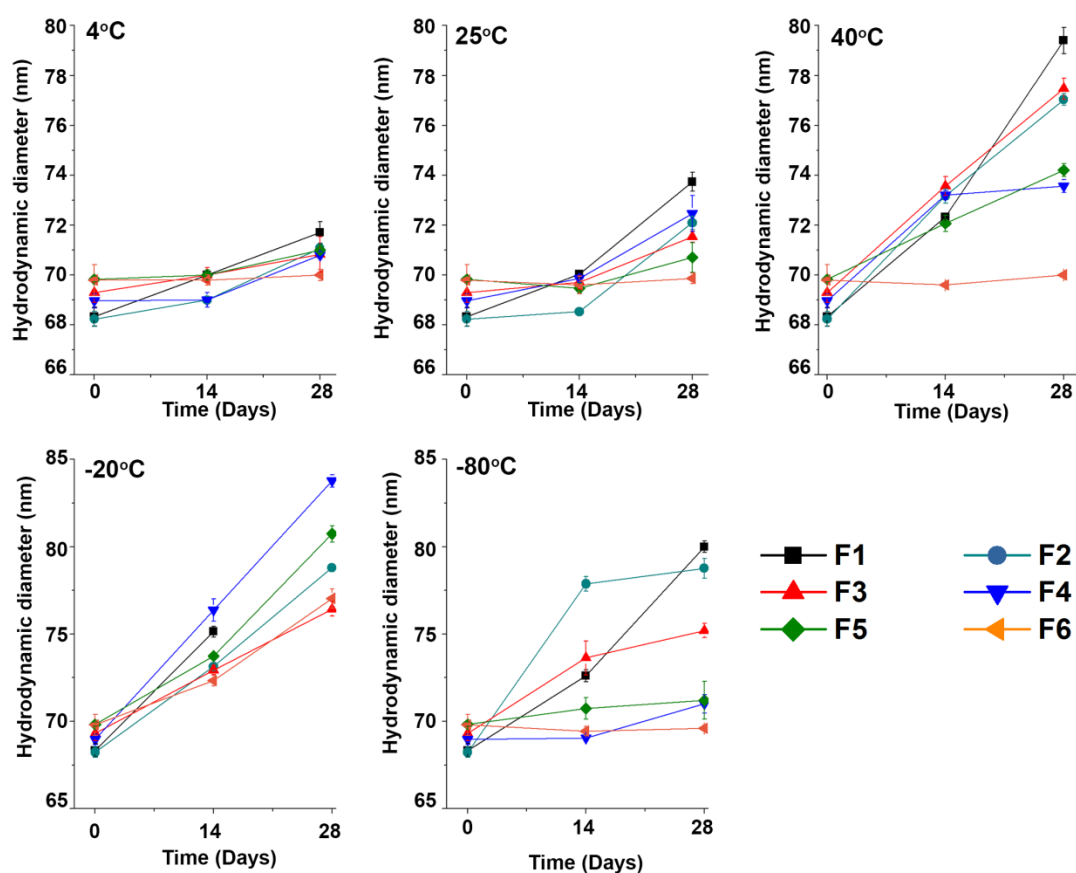 4°C
Hydrodynamic diameter (nm)
80
78
76
74
72
70
68
66
0 14 28
Time (Days)
25°C
Hydrodynamic diameter (nm)
80
78
76
74
72
70
68
66
0 14 28
Time (Days)
40°C
Hydrodynamic diameter (nm)
80
78
76
74
72
70
68
66
0 14 28
Time (Days)
-20°C
Hydrodynamic diameter (nm)
85
80
75
70
65
0 14 28
Time (Days)
-80°C
Hydrodynamic diameter (nm)
85
80
75
70
65
0 14 28
Time (Days)
F1 F2
F3 F4
F5 F6